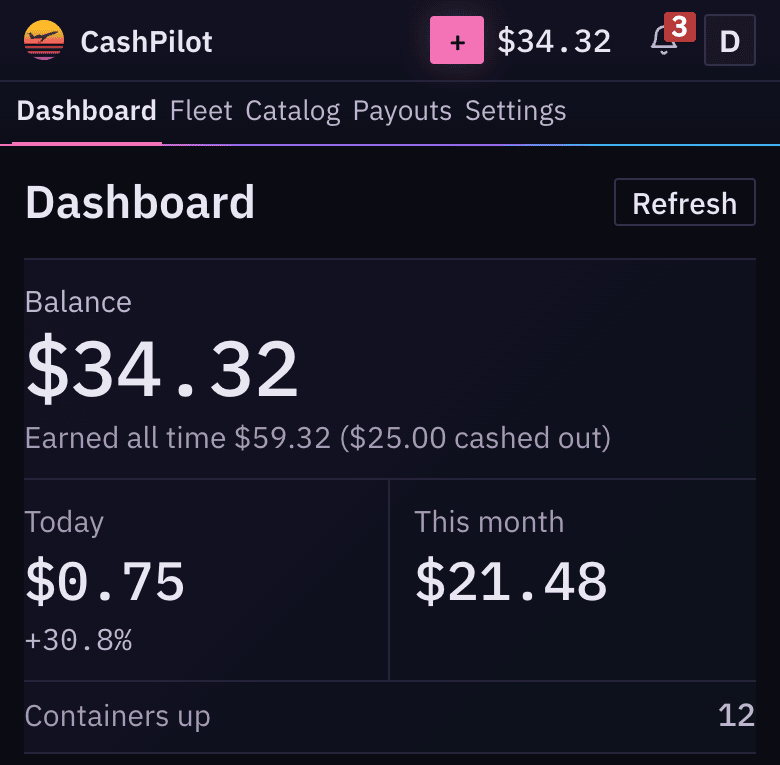 CashPilot + $34.32 3 D
Dashboard Fleet Catalog Payouts Settings
Dashboard Refresh
Balance
$34.32
Earned all time $59.32 ($25.00 cashed out)
Today
$0.75
+30.8%
This month
$21.48
Containers up 12